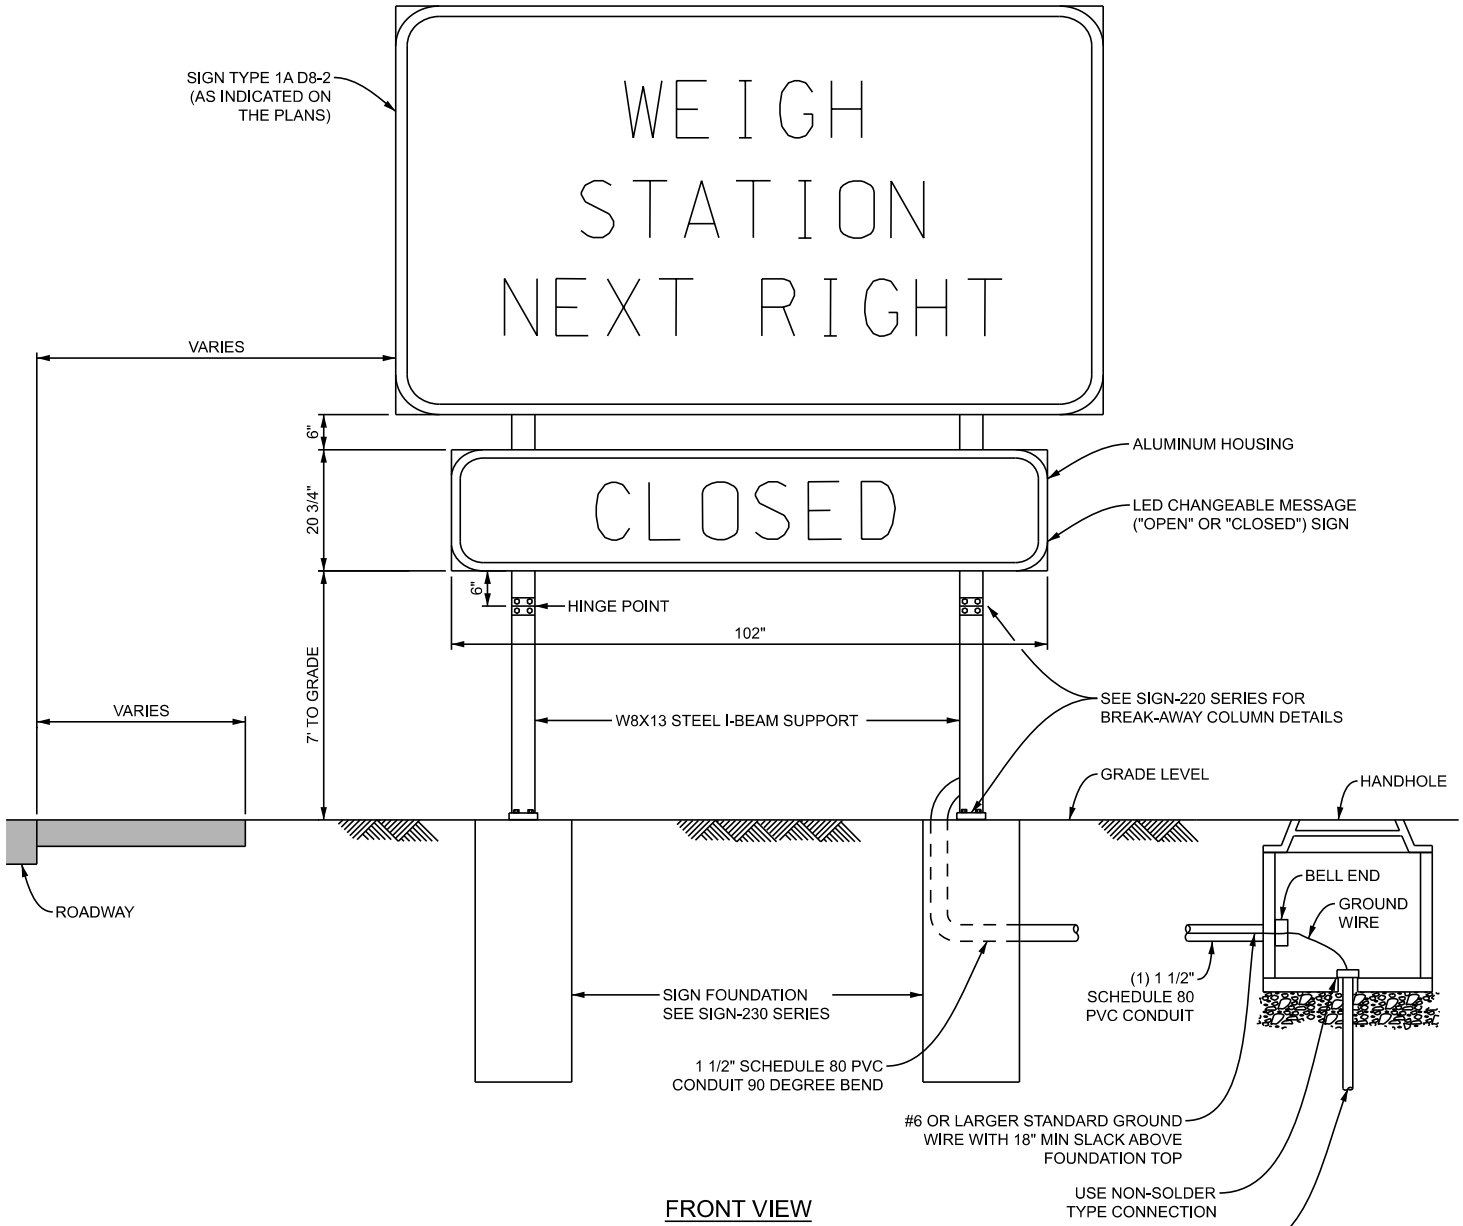 SIGN TYPE 1A D8-2
(AS INDICATED ON
THE PLANS)
WEIGH
STATION
NEXT RIGHT
VARIES
6"
ALUMINUM HOUSING
20 3/4"
CLOSED
LED CHANGEABLE MESSAGE
("OPEN" OR "CLOSED") SIGN
6"
HINGE POINT
102"
7' TO GRADE
VARIES
W8X13 STEEL I-BEAM SUPPORT
SEE SIGN-220 SERIES FOR
BREAK-AWAY COLUMN DETAILS
GRADE LEVEL
HANDHOLE
BELL END
GROUND
WIRE
ROADWAY
(1) 1 1/2"
SCHEDULE 80
PVC CONDUIT
SIGN FOUNDATION
SEE SIGN-230 SERIES
1 1/2" SCHEDULE 80 PVC
CONDUIT 90 DEGREE BEND
#6 OR LARGER STANDARD GROUND
WIRE WITH 18" MIN SLACK ABOVE
FOUNDATION TOP
USE NON-SOLDER
TYPE CONNECTION
FRONT VIEW